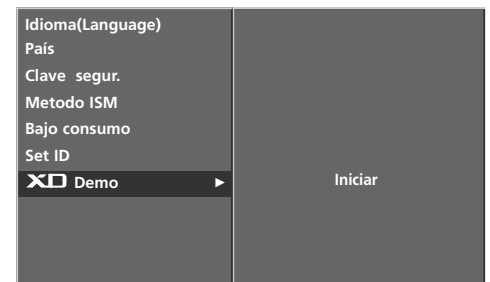 Idioma(Language)
País
Clave segur.
Metodo ISM
Bajo consumo
Set ID
XD Demo ►
Iniciar